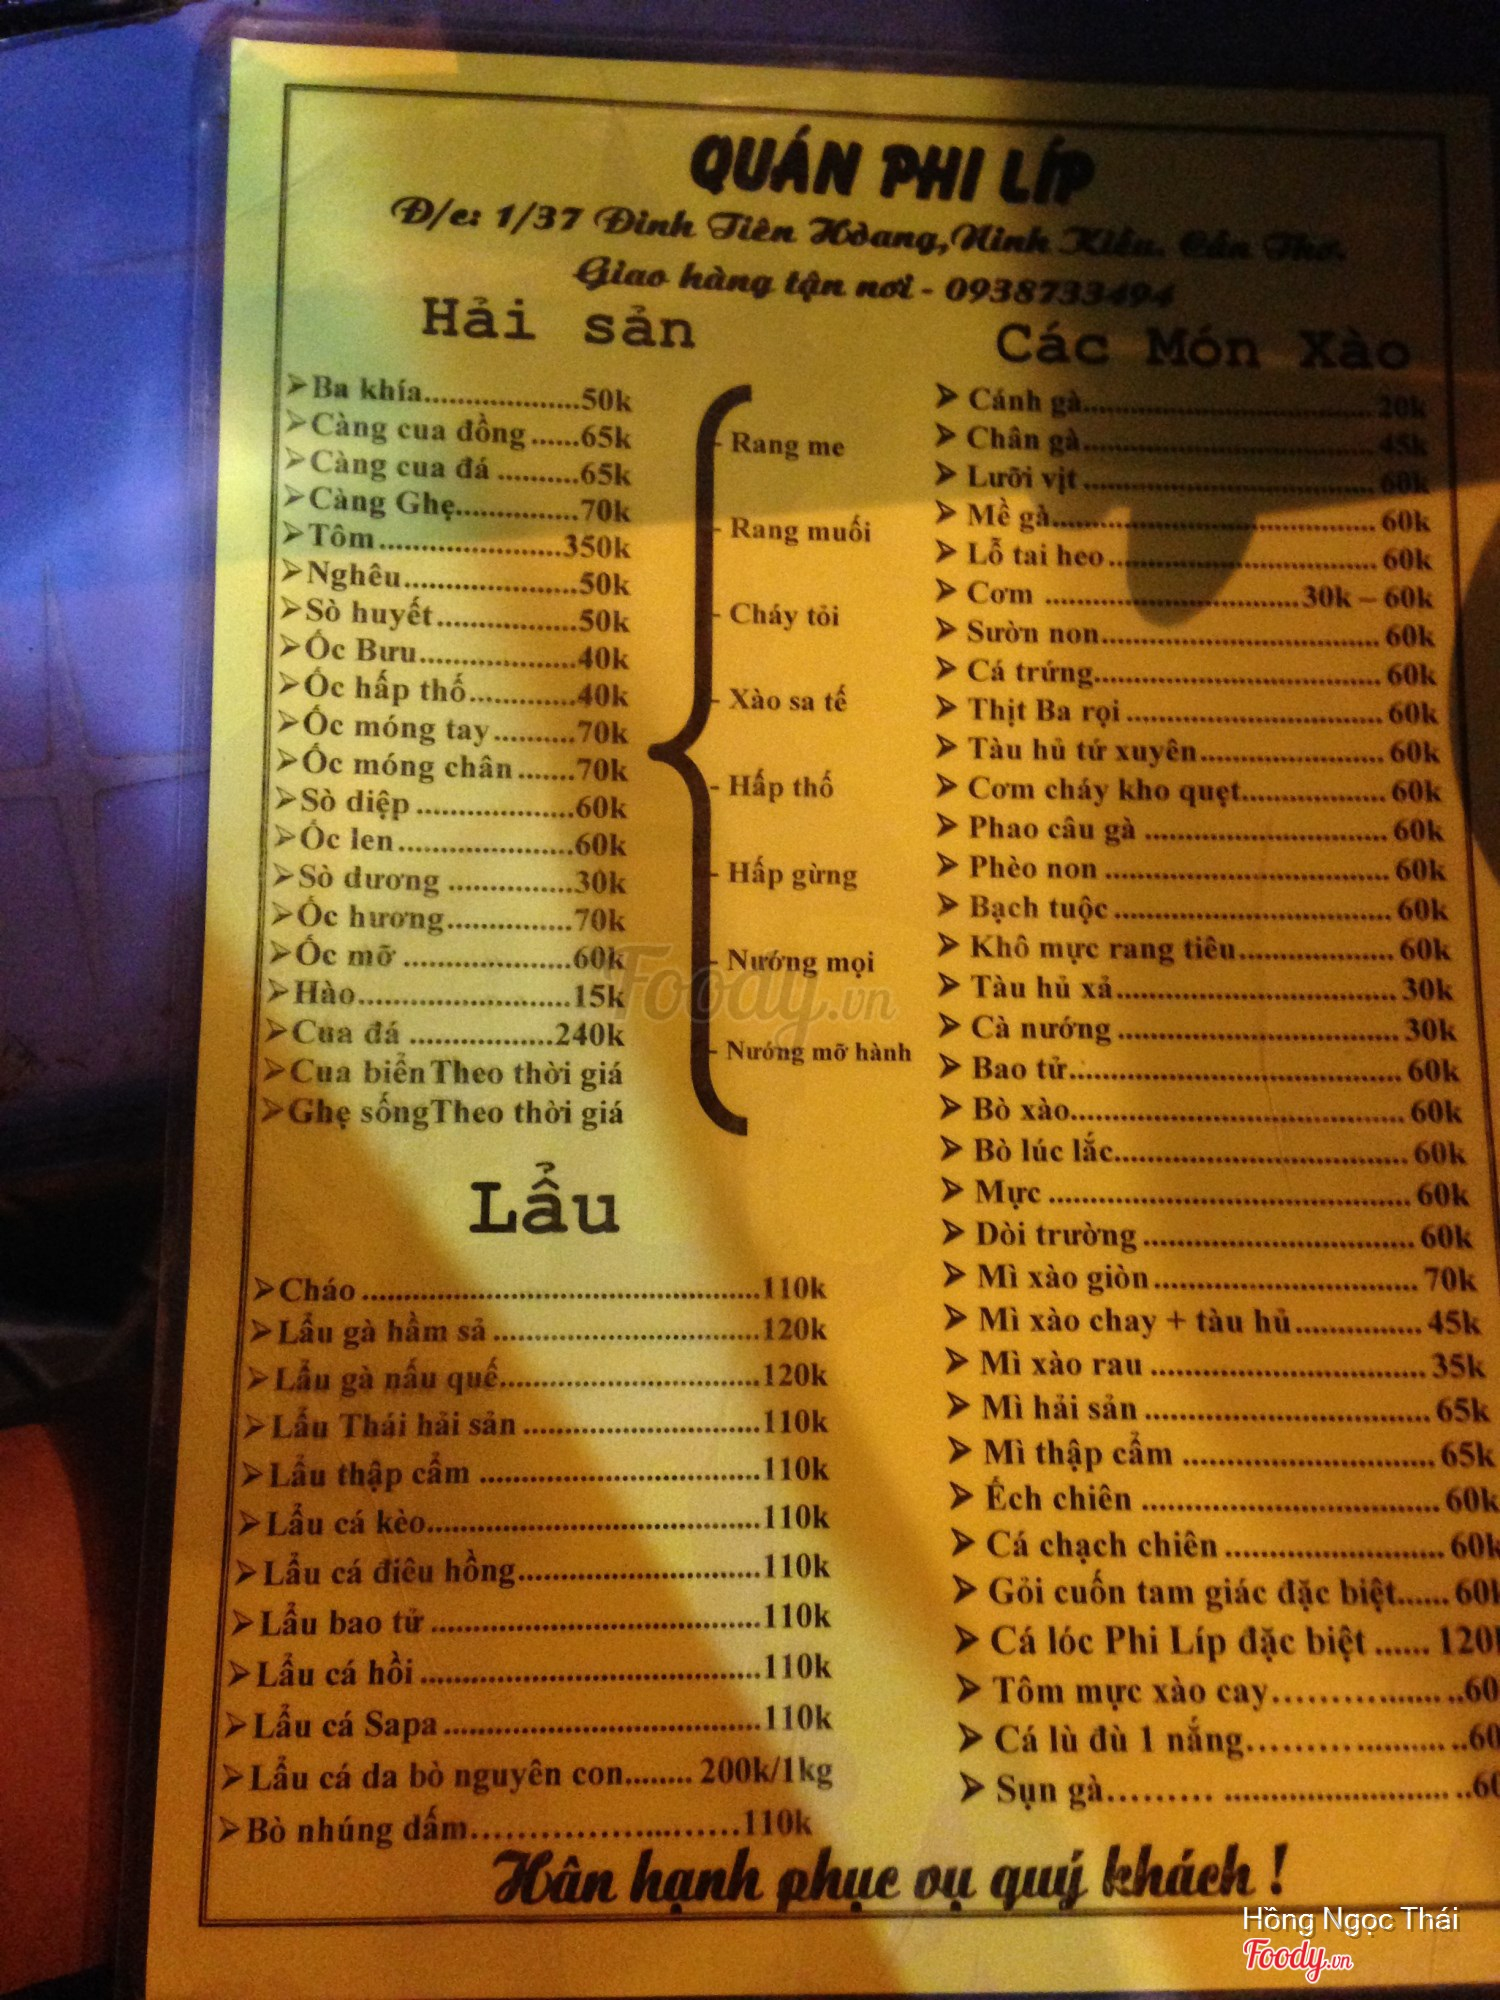 QUÁN PHI LÍP
Đ/c: 1/37 Đinh Tiên Hoàng, Ninh Kiều. Cần Thơ.
Giao hàng tận nơi - 0938733494
Hải sản
➢Ba khía....................50k
➢Càng cua đồng......65k
➢Càng cua đá..........65k
➢Càng Ghẹ...............70k
➢Tôm.......................350k
➢Nghêu.....................50k
➢Sò huyết.................50k
➢Ốc Bưu...................40k
➢Ốc hấp thố.............40k
➢Ốc móng tay..........70k
➢Ốc móng chân.......70k
➢Sò diệp...................60k
➢Ốc len.....................60k
➢Sò dương...............30k
➢Ốc hương...............70k
➢Ốc mỡ....................60k
➢Hào..........................15k
➢Cua đá..................240k
➢Cua biểnTheo thời giá
➢Ghẹ sốngTheo thời giá
- Rang me
- Rang muối
- Cháy tỏi
- Xào sa tế
- Hấp thố
- Hấp gừng
- Nướng mọi
- Nướng mỡ hành
Lẩu
➢Cháo..........................110k
➢Lẩu gà hầm sả..........................120k
➢Lẩu gà nấu quế..........................120k
➢Lẩu Thái hải sản..........................110k
➢Lẩu thập cẩm..........................110k
➢Lẩu cá kèo..........................110k
➢Lẩu cá điêu hồng..........................110k
➢Lẩu bao tử..........................110k
➢Lẩu cá hồi..........................110k
➢Lẩu cá Sapa..........................110k
➢Lẩu cá da bò nguyên con........200k/1kg
➢Bò nhúng dấm..........................110k
Các Món Xào
➢ Cánh gà..........................20k
➢ Chân gà..........................45k
➢ Lưỡi vịt..........................60k
➢ Mề gà..........................60k
➢ Lỗ tai heo..........................60k
➢ Cơm..........................30k – 60k
➢ Sườn non..........................60k
➢ Cá trứng..........................60k
➢ Thịt Ba rọi..........................60k
➢ Tàu hủ tứ xuyên....................60k
➢ Cơm cháy kho quẹt................60k
➢ Phao câu gà..........................60k
➢ Phèo non..........................60k
➢ Bạch tuộc..........................60k
➢ Khô mực rang tiêu.................60k
➢ Tàu hủ xả..........................30k
➢ Cà nướng..........................30k
➢ Bao tử..........................60k
➢ Bò xào..........................60k
➢ Bò lúc lắc..........................60k
➢ Mực..........................60k
➢ Dòi trường..........................60k
➢ Mì xào giòn..........................70k
➢ Mì xào chay + tàu hủ..............45k
➢ Mì xào rau..........................35k
➢ Mì hải sản..........................65k
➢ Mì thập cẩm..........................65k
➢ Ếch chiên..........................60k
➢ Cá chạch chiên......................60k
➢ Gỏi cuốn tam giác đặc biệt......60k
➢ Cá lóc Phi Líp đặc biệt.......120k
➢ Tôm mực xào cay....................60
➢ Cá lù đù 1 nắng......................60
➢ Sụn gà..........................60
Hân hạnh phục vụ quý khách !
Foody.vn
Hồng Ngọc Thái
Foody.vn